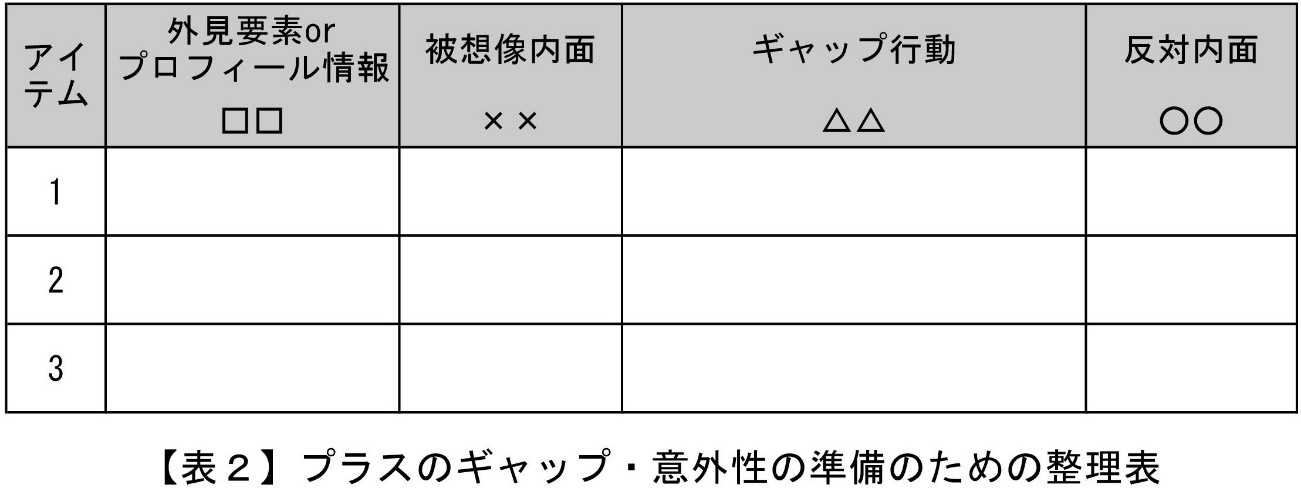 アイ
テム
外見要素or
プロフィール情報
□□
被想像内面
××
ギャップ行動
△△
反対内面
○○
1
2
3
【表2】プラスのギャップ・意外性の準備のための整理表